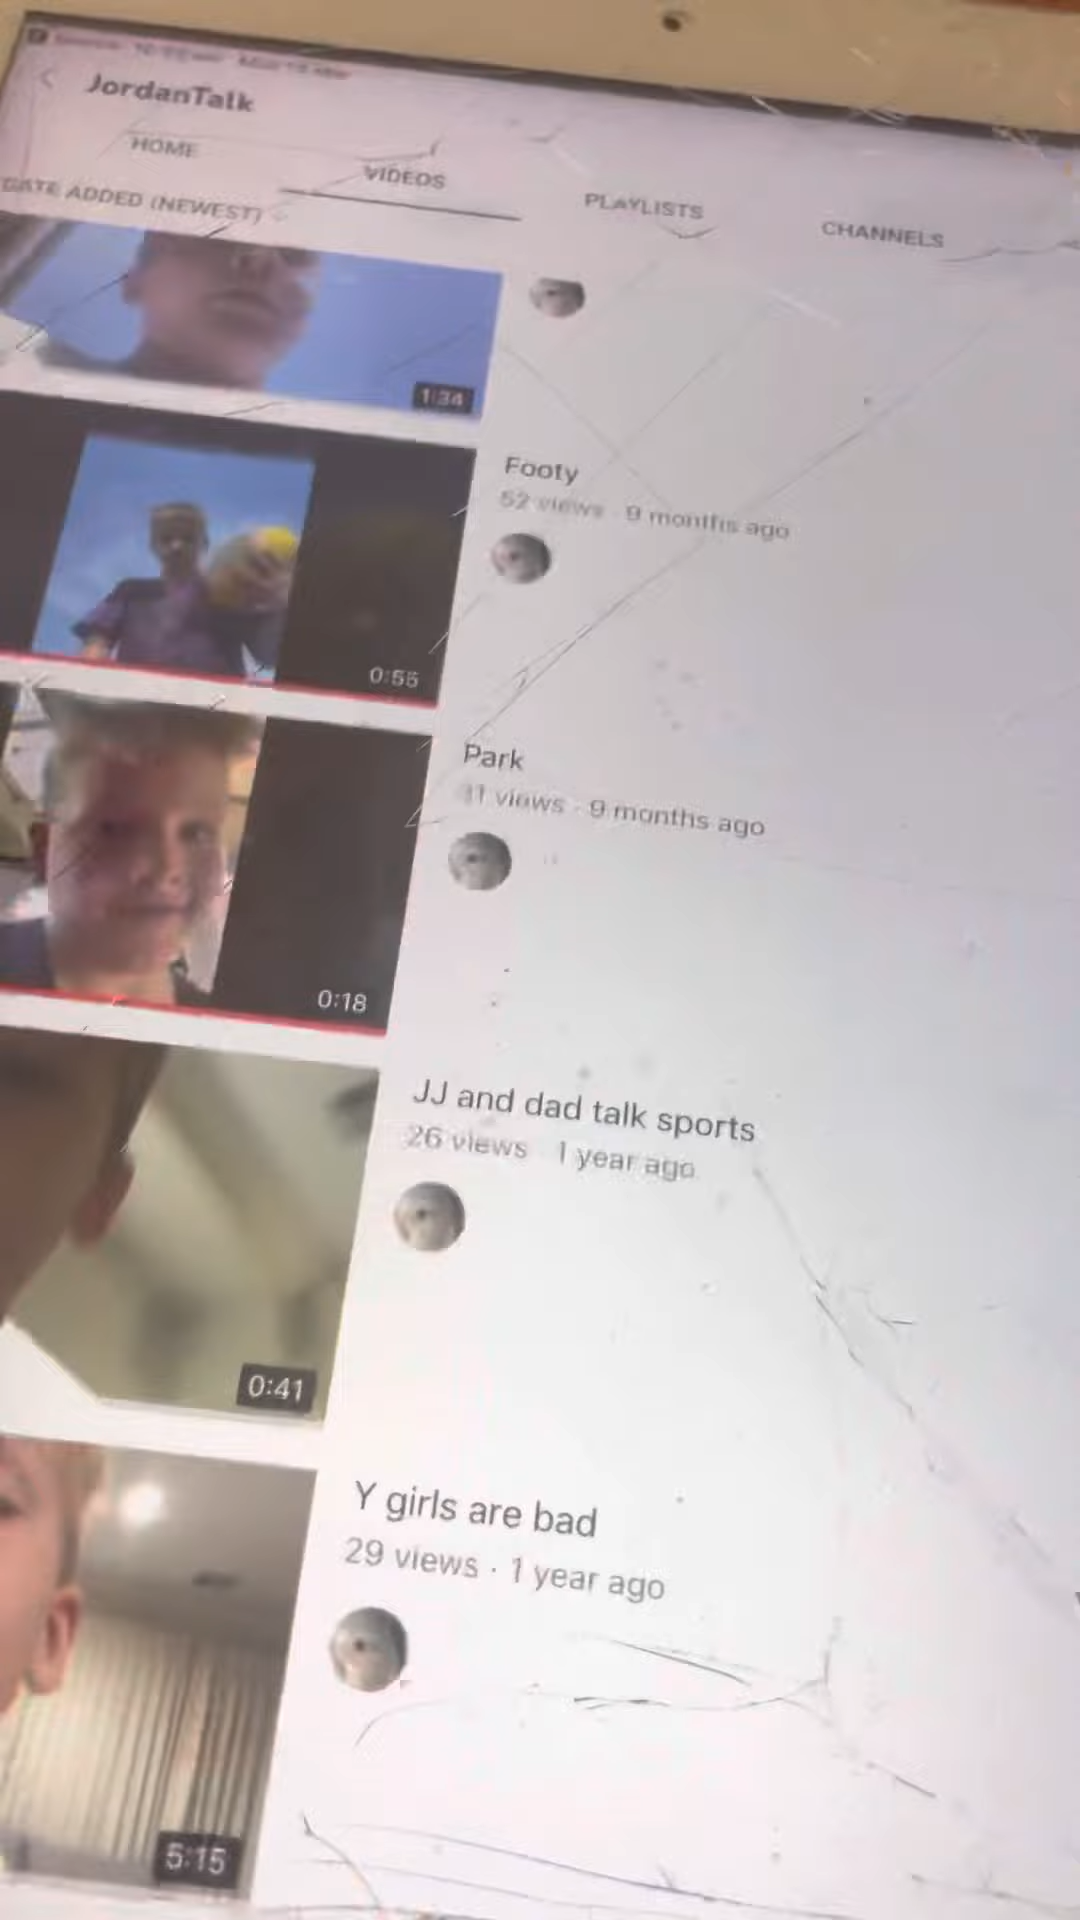 JordanTalk
HOME
VIDEOS
PLAYLISTS
CHANNELS
DATE ADDED (NEWEST)
1:34
Footy
52 views · 9 months ago
0:55
Park
views · 9 months ago
0:18
JJ and dad talk sports
26 views · 1 year ago
0:41
Y girls are bad
29 views · 1 year ago
5:15